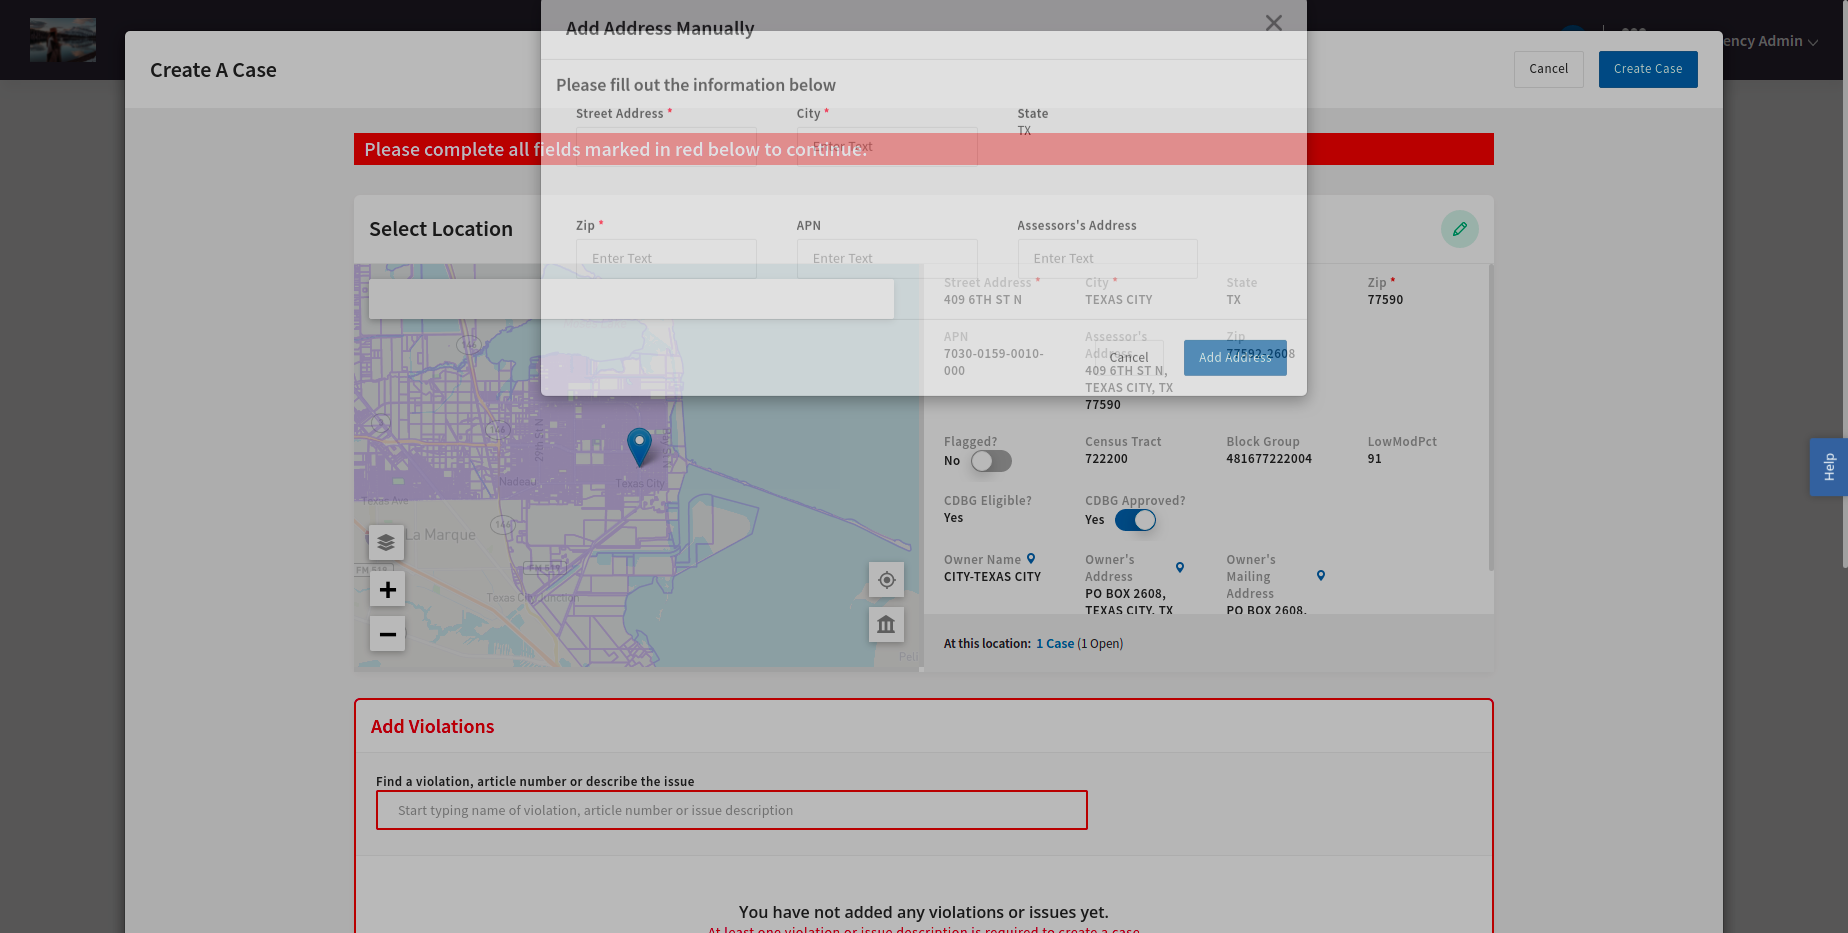 ency Admin
Add Address Manually
Create A Case
Cancel
Create Case
Please fill out the information below
Street Address *
City *
State
TX
Enter Text
Please complete all fields marked in red below to continue.
Zip *
APN
Assessors's Address
Enter Text
Enter Text
Enter Text
Cancel
Add Address
Select Location
Street Address *
409 6TH ST N
City *
TEXAS CITY
State
TX
Zip *
77590
APN
7030-0159-0010-
000
Assessor's
Address
409 6TH ST N,
TEXAS CITY, TX
77590
Zip
77592-2608
Flagged?
No
Census Tract
722200
Block Group
481677222004
LowModPct
91
CDBG Eligible?
Yes
CDBG Approved?
Yes
Owner Name
CITY-TEXAS CITY
Owner's
Address
PO BOX 2608,
TEXAS CITY, TX
Owner's
Mailing
Address
PO BOX 2608,
At this location: 1 Case (1 Open)
146
146
29th St N
Nadeau
Texas City
Texas Ave
146
La Marque
FM 519
FM 519
Texas City Junction
Peli
+
−
Help
Add Violations
Find a violation, article number or describe the issue
Start typing name of violation, article number or issue description
You have not added any violations or issues yet.
At least one violation or issue description is required to create a case